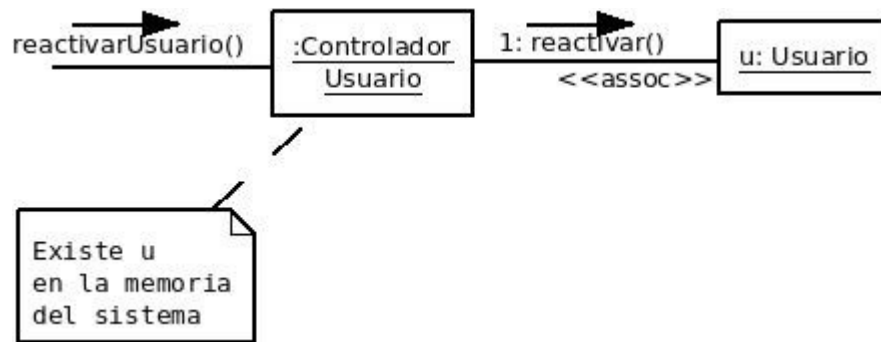 reactivarUsuario()
:Controlador
Usuario
1: reactivar()
<<assoc>>
u: Usuario
Existe u
en la memoria
del sistema